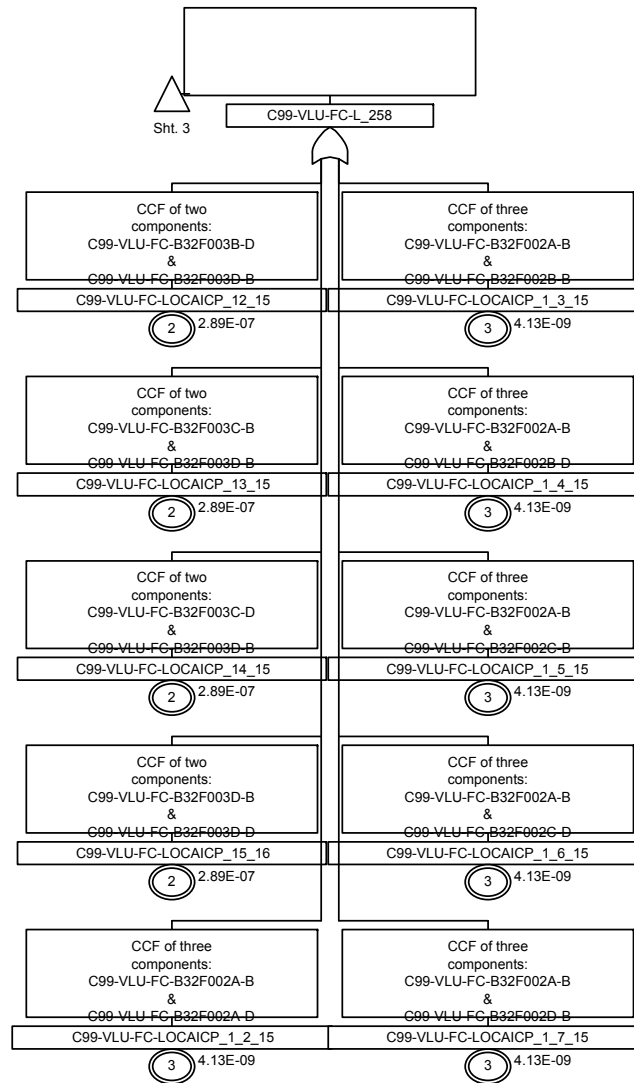 Sht. 3
C99-VLU-FC-L_258
CCF of two
components:
C99-VLU-FC-B32F003B-D
&
C99-VLU-FC-B32F003D-B
C99-VLU-FC-LOCAICP_12_15
2
2.89E-07
CCF of three
components:
C99-VLU-FC-B32F002A-B
&
C99-VLU-FC-B32F002B-B
C99-VLU-FC-LOCAICP_1_3_15
3
4.13E-09
CCF of two
components:
C99-VLU-FC-B32F003C-B
&
C99-VLU-FC-B32F003D-B
C99-VLU-FC-LOCAICP_13_15
2
2.89E-07
CCF of three
components:
C99-VLU-FC-B32F002A-B
&
C99-VLU-FC-B32F002B-D
C99-VLU-FC-LOCAICP_1_4_15
3
4.13E-09
CCF of two
components:
C99-VLU-FC-B32F003C-D
&
C99-VLU-FC-B32F003D-B
C99-VLU-FC-LOCAICP_14_15
2
2.89E-07
CCF of three
components:
C99-VLU-FC-B32F002A-B
&
C99-VLU-FC-B32F002C-B
C99-VLU-FC-LOCAICP_1_5_15
3
4.13E-09
CCF of two
components:
C99-VLU-FC-B32F003D-B
&
C99-VLU-FC-B32F003D-D
C99-VLU-FC-LOCAICP_15_16
2
2.89E-07
CCF of three
components:
C99-VLU-FC-B32F002A-B
&
C99-VLU-FC-B32F002C-D
C99-VLU-FC-LOCAICP_1_6_15
3
4.13E-09
CCF of three
components:
C99-VLU-FC-B32F002A-B
&
C99-VLU-FC-B32F002A-D
C99-VLU-FC-LOCAICP_1_2_15
3
4.13E-09
CCF of three
components:
C99-VLU-FC-B32F002A-B
&
C99-VLU-FC-B32F002D-B
C99-VLU-FC-LOCAICP_1_7_15
3
4.13E-09